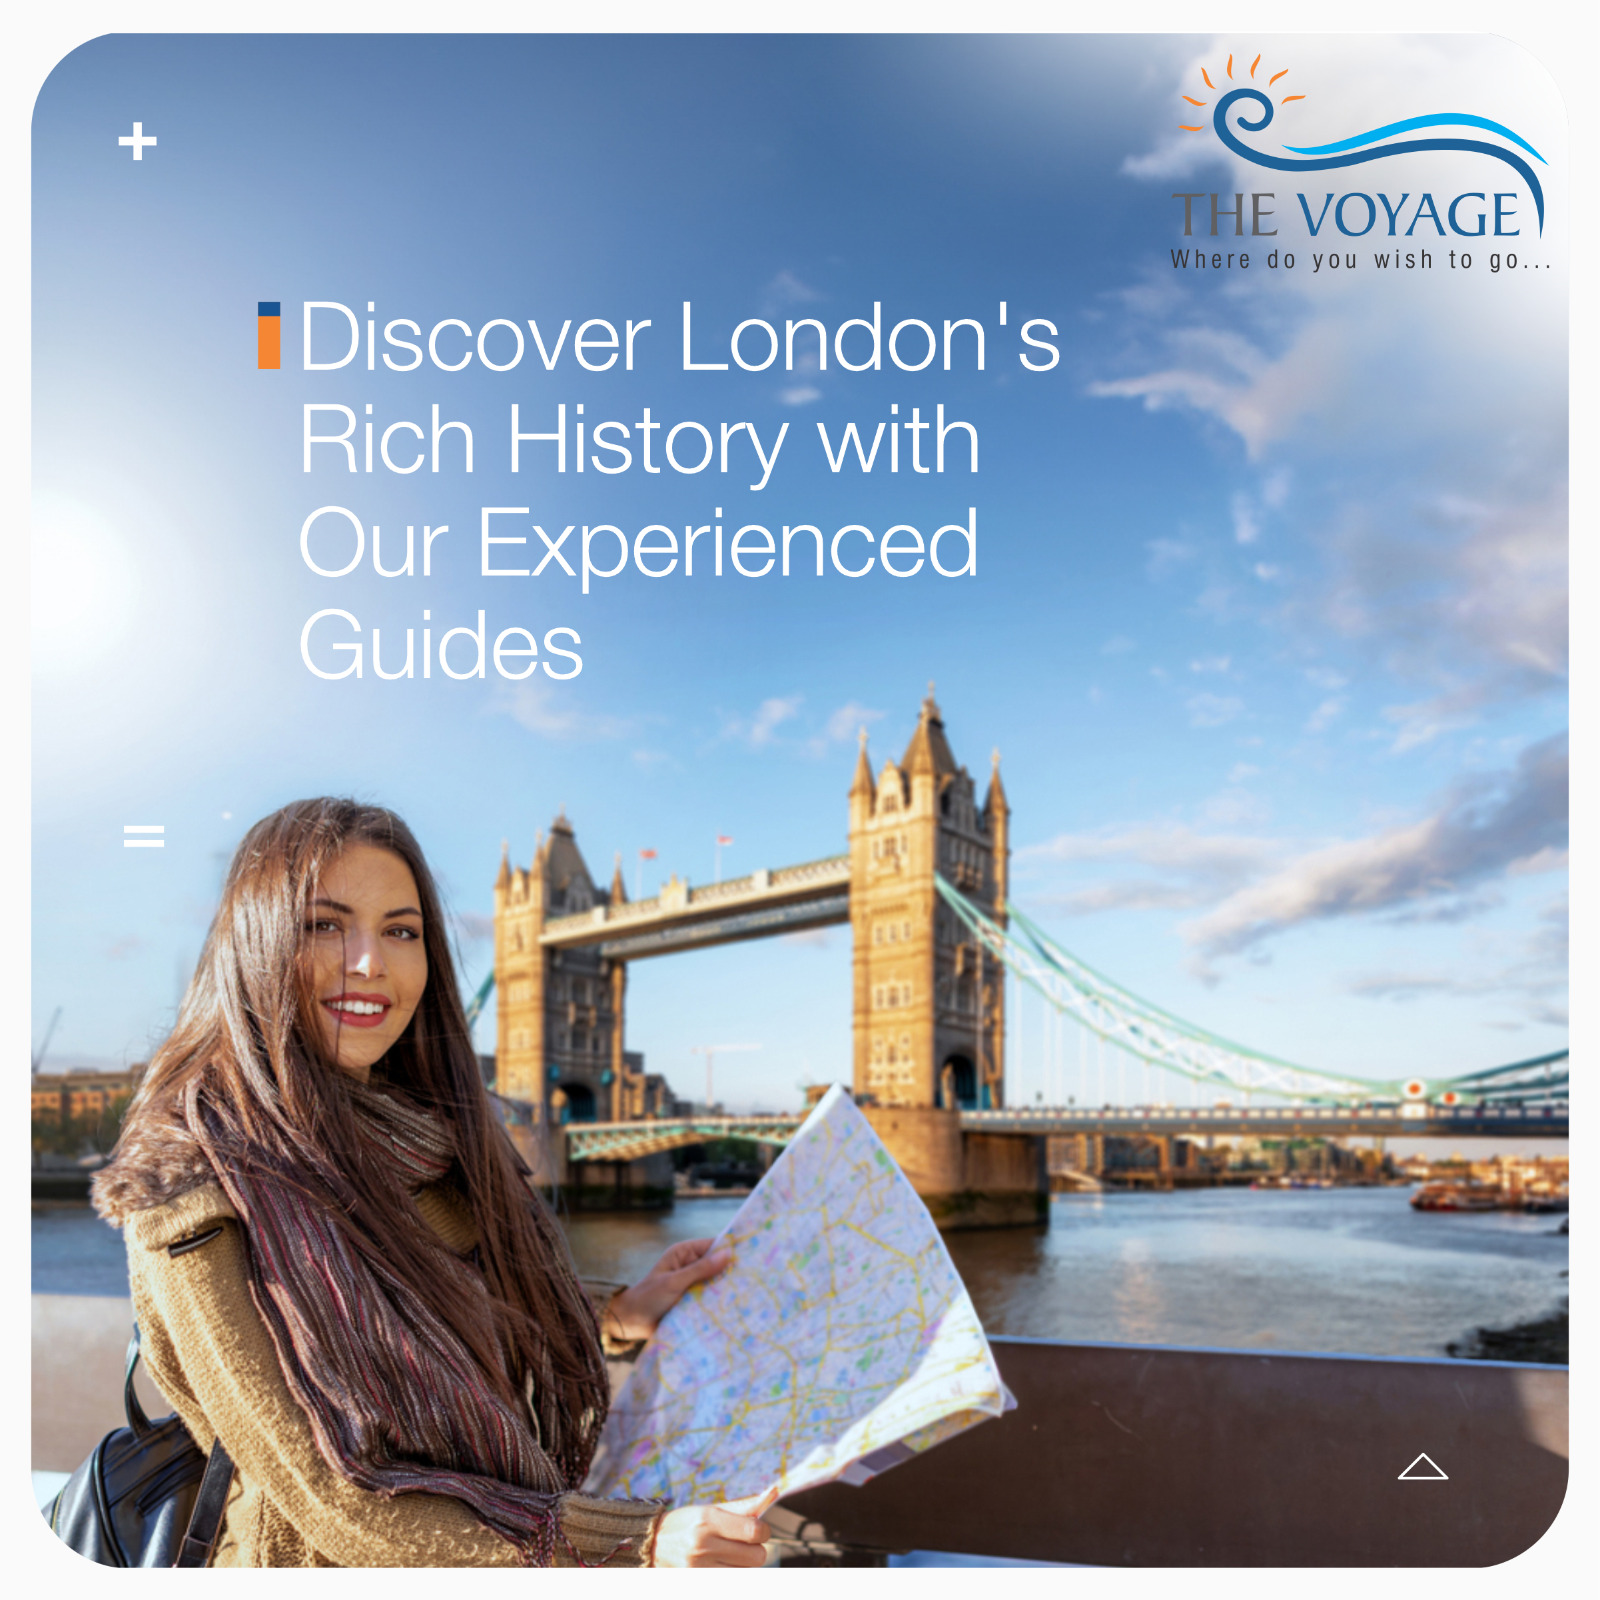 THE VOYAGE
Where do you wish to go...
Discover London's
Rich History with
Our Experienced
Guides